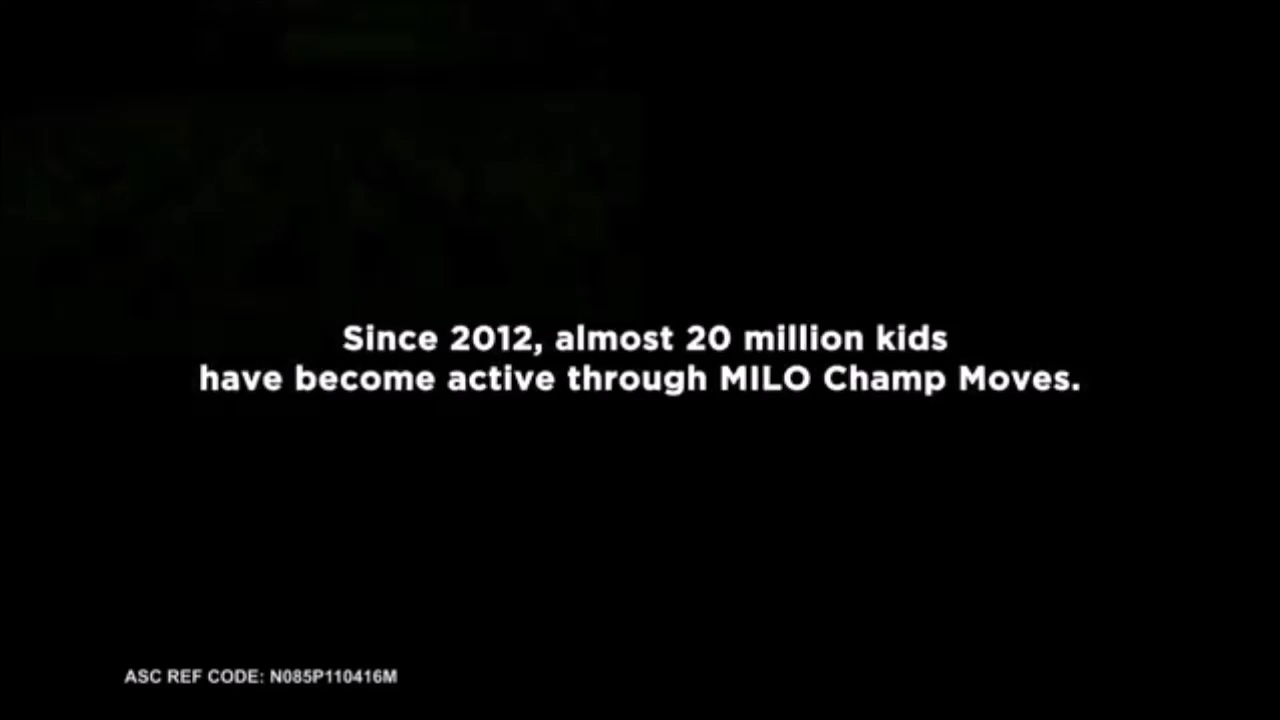 Since 2012, almost 20 million kids
have become active through MILO Champ Moves.
ASC REF CODE: N085P110416M